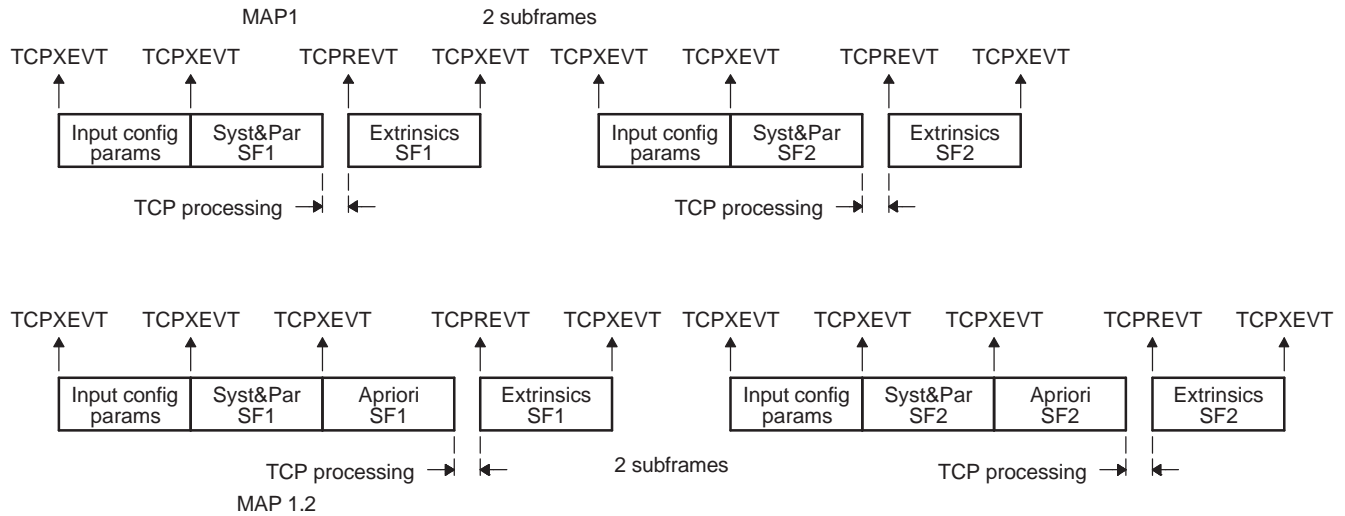 MAP1 2 subframes
TCPXEVT TCPXEVT TCPREVT TCPXEVT TCPXEVT TCPXEVT TCPREVT TCPXEVT
Input config params
Syst&Par SF1
Extrinsics SF1
Input config params
Syst&Par SF2
Extrinsics SF2
TCP processing TCP processing
TCPXEVT TCPXEVT TCPXEVT TCPREVT TCPXEVT TCPXEVT TCPXEVT TCPXEVT TCPREVT TCPXEVT
Input config params
Syst&Par SF1
Apriori SF1
Extrinsics SF1
Input config params
Syst&Par SF2
Apriori SF2
Extrinsics SF2
TCP processing 2 subframes TCP processing
MAP 1,2